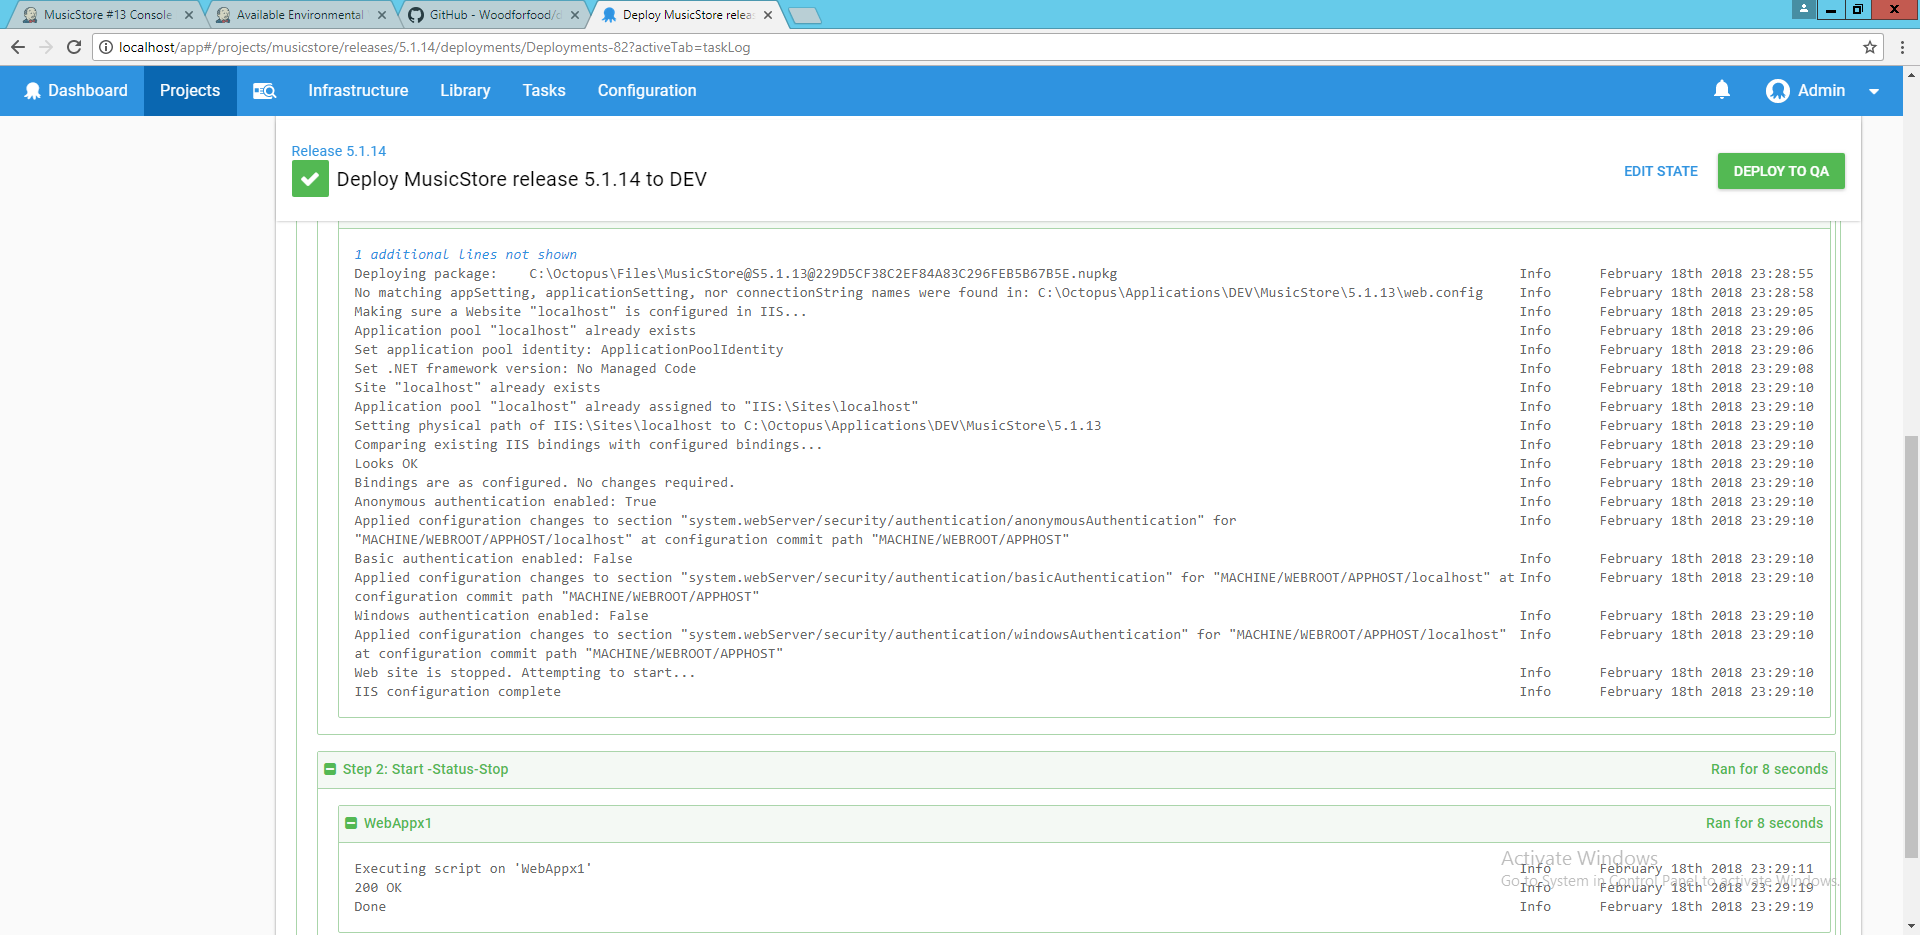 MusicStore #13 Console
Available Environmental
GitHub - Woodforfood/d
Deploy MusicStore relea
localhost/app#/projects/musicstore/releases/5.1.14/deployments/Deployments-82?activeTab=taskLog
Dashboard
Projects
Infrastructure
Library
Tasks
Configuration
Admin
Release 5.1.14
Deploy MusicStore release 5.1.14 to DEV
EDIT STATE
DEPLOY TO QA
1 additional lines not shown
Deploying package:    C:\Octopus\Files\MusicStore@S5.1.13@229D5CF38C2EF84A83C296FEB5B67B5E.nupkg Info February 18th 2018 23:28:55
No matching appSetting, applicationSetting, nor connectionString names were found in: C:\Octopus\Applications\DEV\MusicStore\5.1.13\web.config Info February 18th 2018 23:28:58
Making sure a Website "localhost" is configured in IIS... Info February 18th 2018 23:29:05
Application pool "localhost" already exists Info February 18th 2018 23:29:06
Set application pool identity: ApplicationPoolIdentity Info February 18th 2018 23:29:06
Set .NET framework version: No Managed Code Info February 18th 2018 23:29:08
Site "localhost" already exists Info February 18th 2018 23:29:10
Application pool "localhost" already assigned to "IIS:\Sites\localhost" Info February 18th 2018 23:29:10
Setting physical path of IIS:\Sites\localhost to C:\Octopus\Applications\DEV\MusicStore\5.1.13 Info February 18th 2018 23:29:10
Comparing existing IIS bindings with configured bindings... Info February 18th 2018 23:29:10
Looks OK Info February 18th 2018 23:29:10
Bindings are as configured. No changes required. Info February 18th 2018 23:29:10
Anonymous authentication enabled: True Info February 18th 2018 23:29:10
Applied configuration changes to section "system.webServer/security/authentication/anonymousAuthentication" for Info February 18th 2018 23:29:10
"MACHINE/WEBROOT/APPHOST/localhost" at configuration commit path "MACHINE/WEBROOT/APPHOST"
Basic authentication enabled: False Info February 18th 2018 23:29:10
Applied configuration changes to section "system.webServer/security/authentication/basicAuthentication" for "MACHINE/WEBROOT/APPHOST/localhost" at Info February 18th 2018 23:29:10
configuration commit path "MACHINE/WEBROOT/APPHOST"
Windows authentication enabled: False Info February 18th 2018 23:29:10
Applied configuration changes to section "system.webServer/security/authentication/windowsAuthentication" for "MACHINE/WEBROOT/APPHOST/localhost" Info February 18th 2018 23:29:10
at configuration commit path "MACHINE/WEBROOT/APPHOST"
Web site is stopped. Attempting to start... Info February 18th 2018 23:29:10
IIS configuration complete Info February 18th 2018 23:29:10
Step 2: Start -Status-Stop Ran for 8 seconds
WebAppx1 Ran for 8 seconds
Activate Windows
Executing script on 'WebAppx1' Info February 18th 2018 23:29:11
Go to System in Control Panel to activate Windows.
200 OK Info February 18th 2018 23:29:19
Done Info February 18th 2018 23:29:19